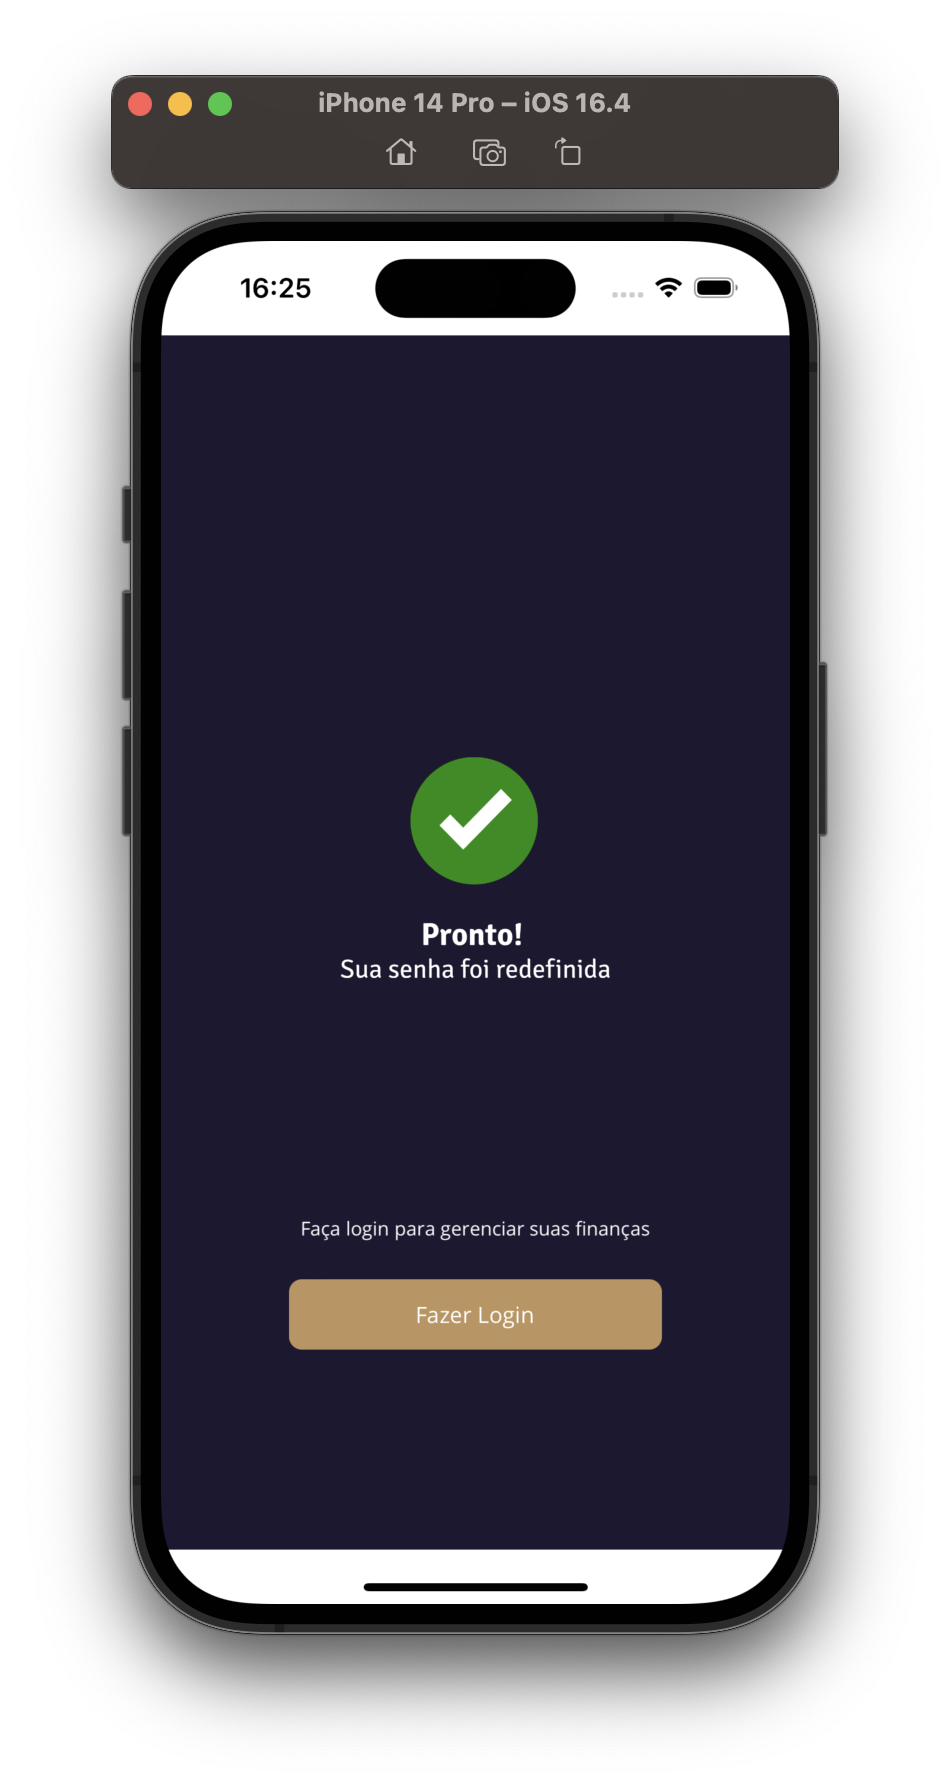 iPhone 14 Pro – iOS 16.4
16:25
Pronto!
Sua senha foi redefinida
Faça login para gerenciar suas finanças
Fazer Login